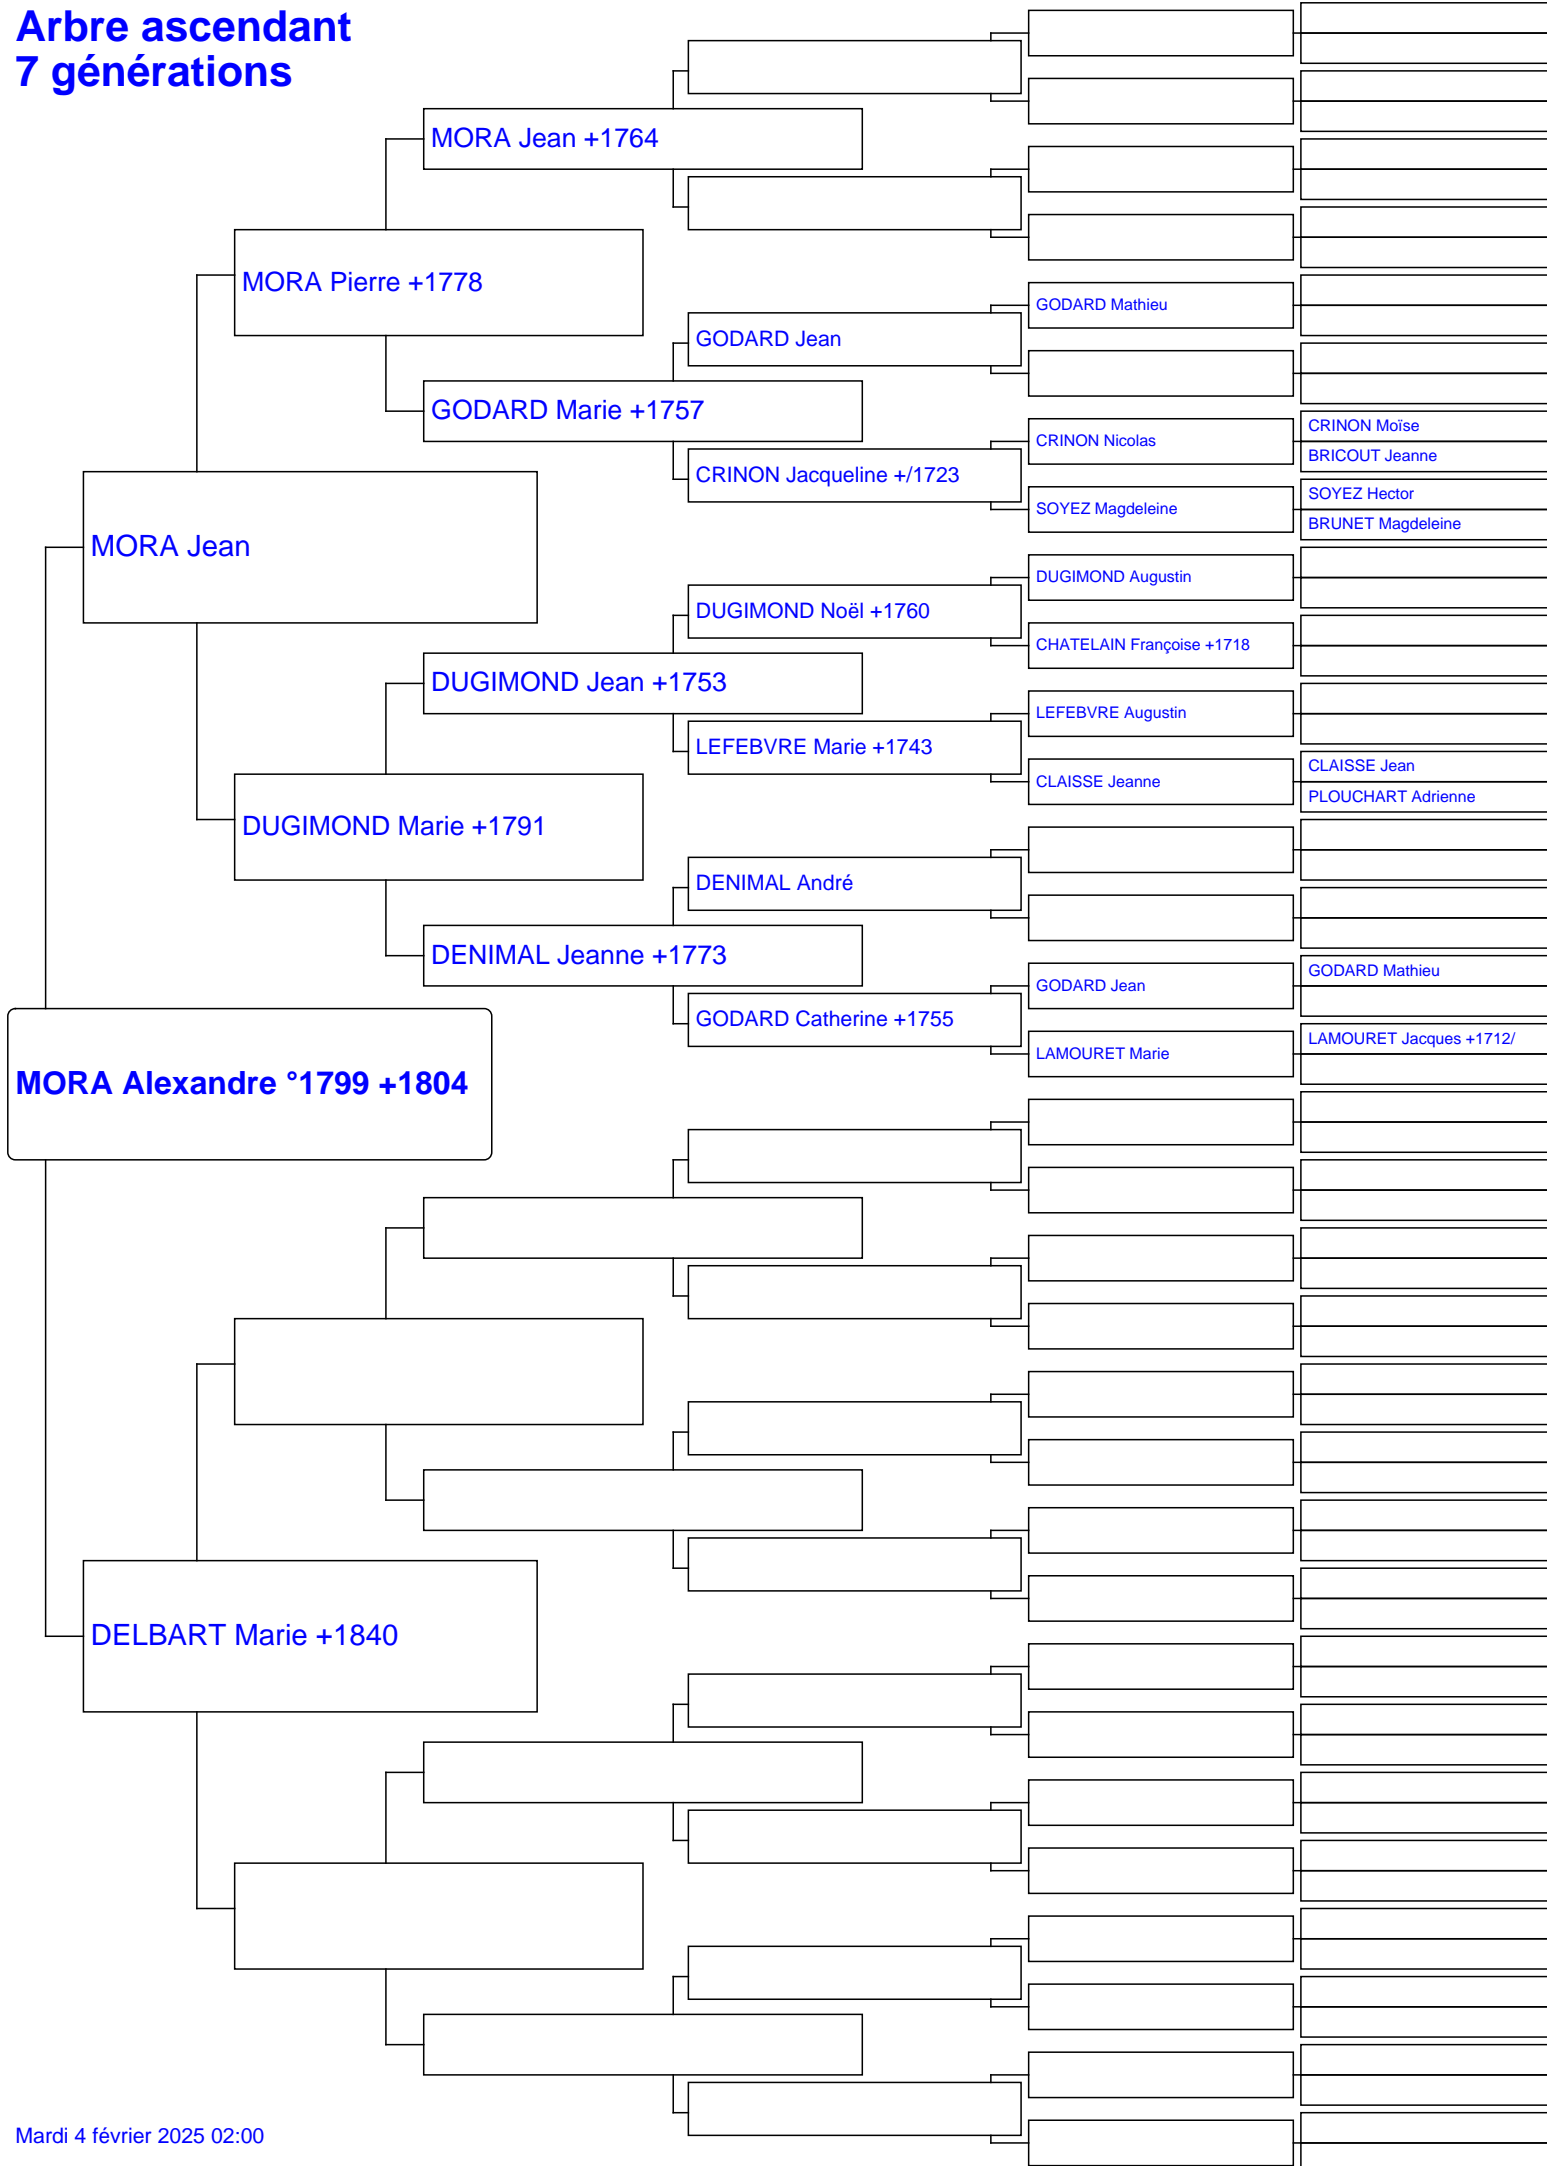 Arbre ascendant
7 générations
MORA Jean +1764
MORA Pierre +1778
GODARD Mathieu
GODARD Jean
GODARD Marie +1757
CRINON Moïse
CRINON Nicolas
BRICOUT Jeanne
CRINON Jacqueline +/1723
SOYEZ Hector
SOYEZ Magdeleine
BRUNET Magdeleine
MORA Jean
DUGIMOND Augustin
DUGIMOND Noël +1760
CHATELAIN Françoise +1718
DUGIMOND Jean +1753
LEFEBVRE Augustin
LEFEBVRE Marie +1743
CLAISSE Jean
CLAISSE Jeanne
PLOUCHART Adrienne
DUGIMOND Marie +1791
DENIMAL André
DENIMAL Jeanne +1773
GODARD Mathieu
GODARD Jean
GODARD Catherine +1755
LAMOURET Jacques +1712/
LAMOURET Marie
MORA Alexandre °1799 +1804
DELBART Marie +1840
Mardi 4 février 2025 02:00